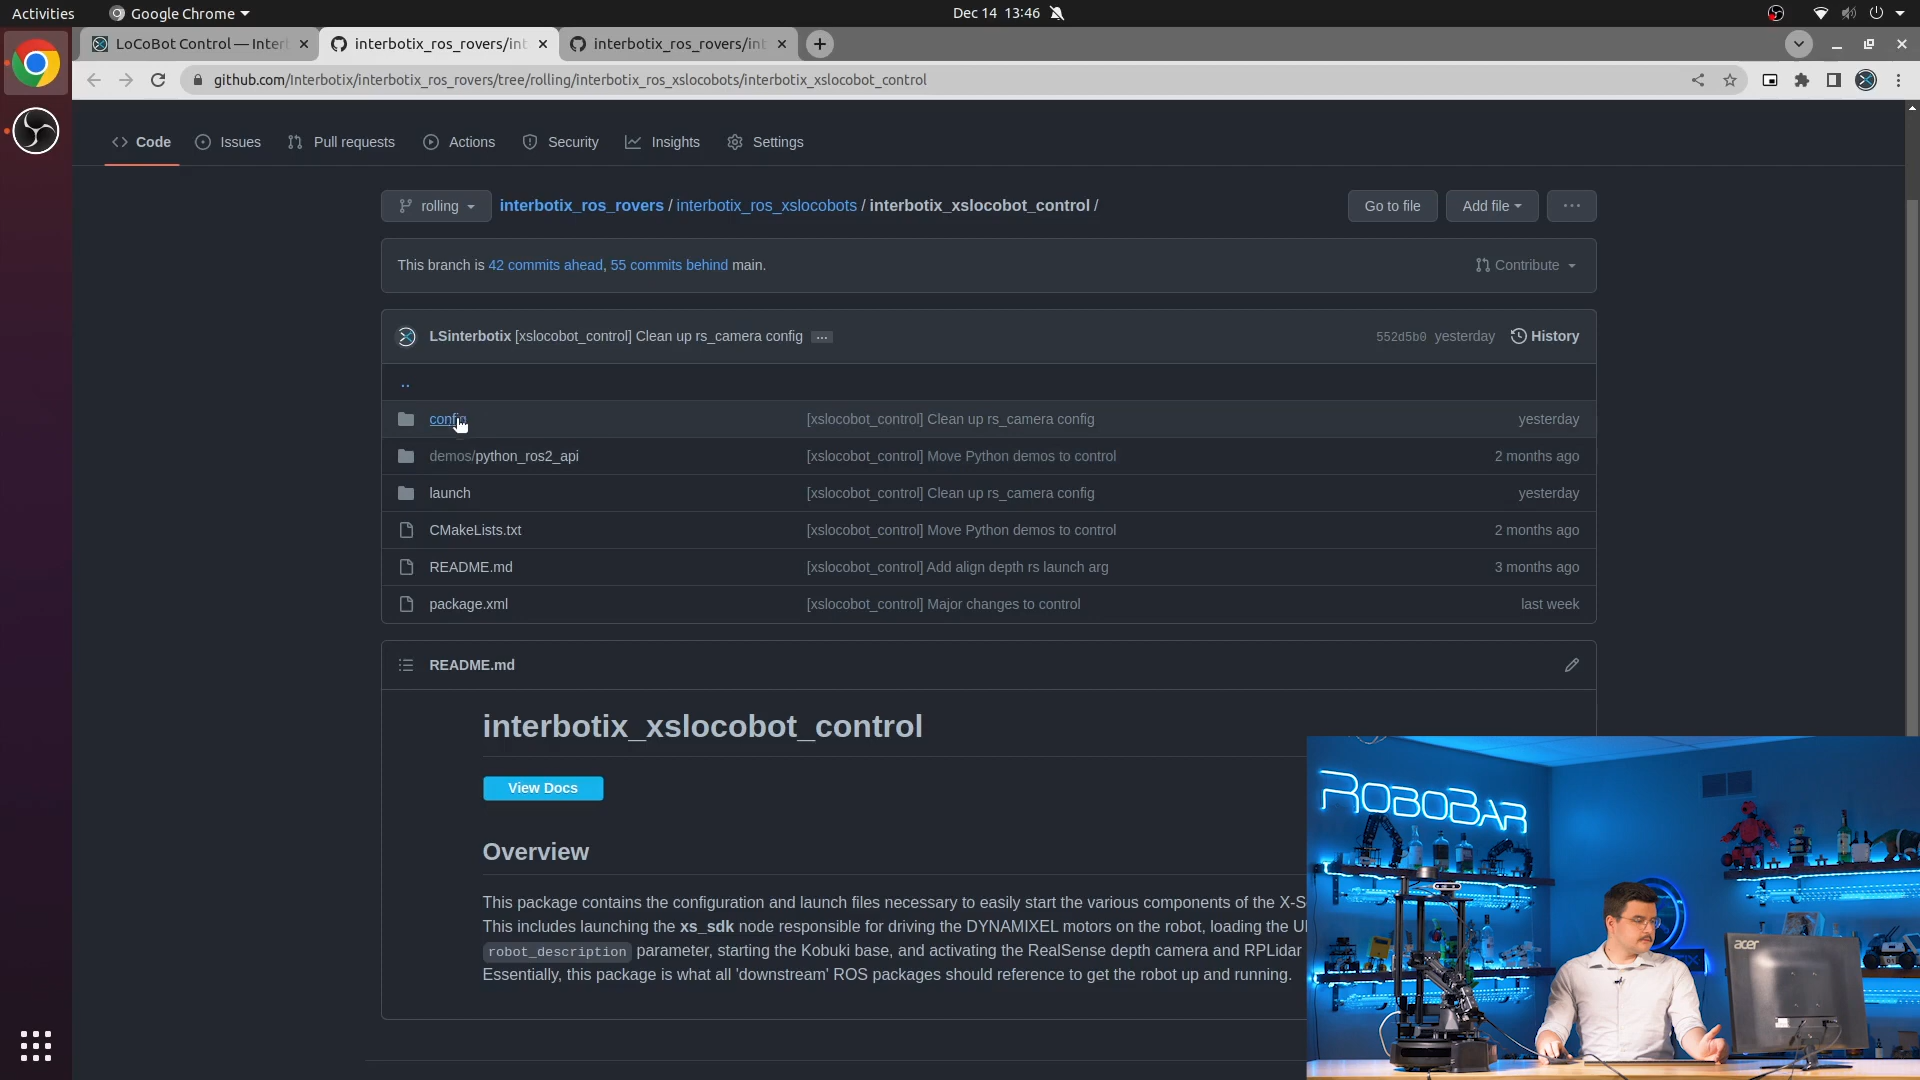 Activities
Google Chrome
Dec 14 13:46
LoCoBot Control — Inter
interbotix_ros_rovers/int
interbotix_ros_rovers/int
github.com/Interbotix/interbotix_ros_rovers/tree/rolling/interbotix_ros_xslocobots/interbotix_xslocobot_control
Code
Issues
Pull requests
Actions
Security
Insights
Settings
rolling
interbotix_ros_rovers / interbotix_ros_xslocobots / interbotix_xslocobot_control /
Go to file
Add file
This branch is 42 commits ahead, 55 commits behind main.
Contribute
LSinterbotix [xslocobot_control] Clean up rs_camera config ...
552d5b0 yesterday
History
..
config [xslocobot_control] Clean up rs_camera config yesterday
demos/python_ros2_api [xslocobot_control] Move Python demos to control 2 months ago
launch [xslocobot_control] Clean up rs_camera config yesterday
CMakeLists.txt [xslocobot_control] Move Python demos to control 2 months ago
README.md [xslocobot_control] Add align depth rs launch arg 3 months ago
package.xml [xslocobot_control] Major changes to control last week
README.md
interbotix_xslocobot_control
View Docs
Overview
This package contains the configuration and launch files necessary to easily start the various components of the X-S
This includes launching the xs_sdk node responsible for driving the DYNAMIXEL motors on the robot, loading the U
robot_description parameter, starting the Kobuki base, and activating the RealSense depth camera and RPLidar
Essentially, this package is what all 'downstream' ROS packages should reference to get the robot up and running.
ROBOBAR
acer